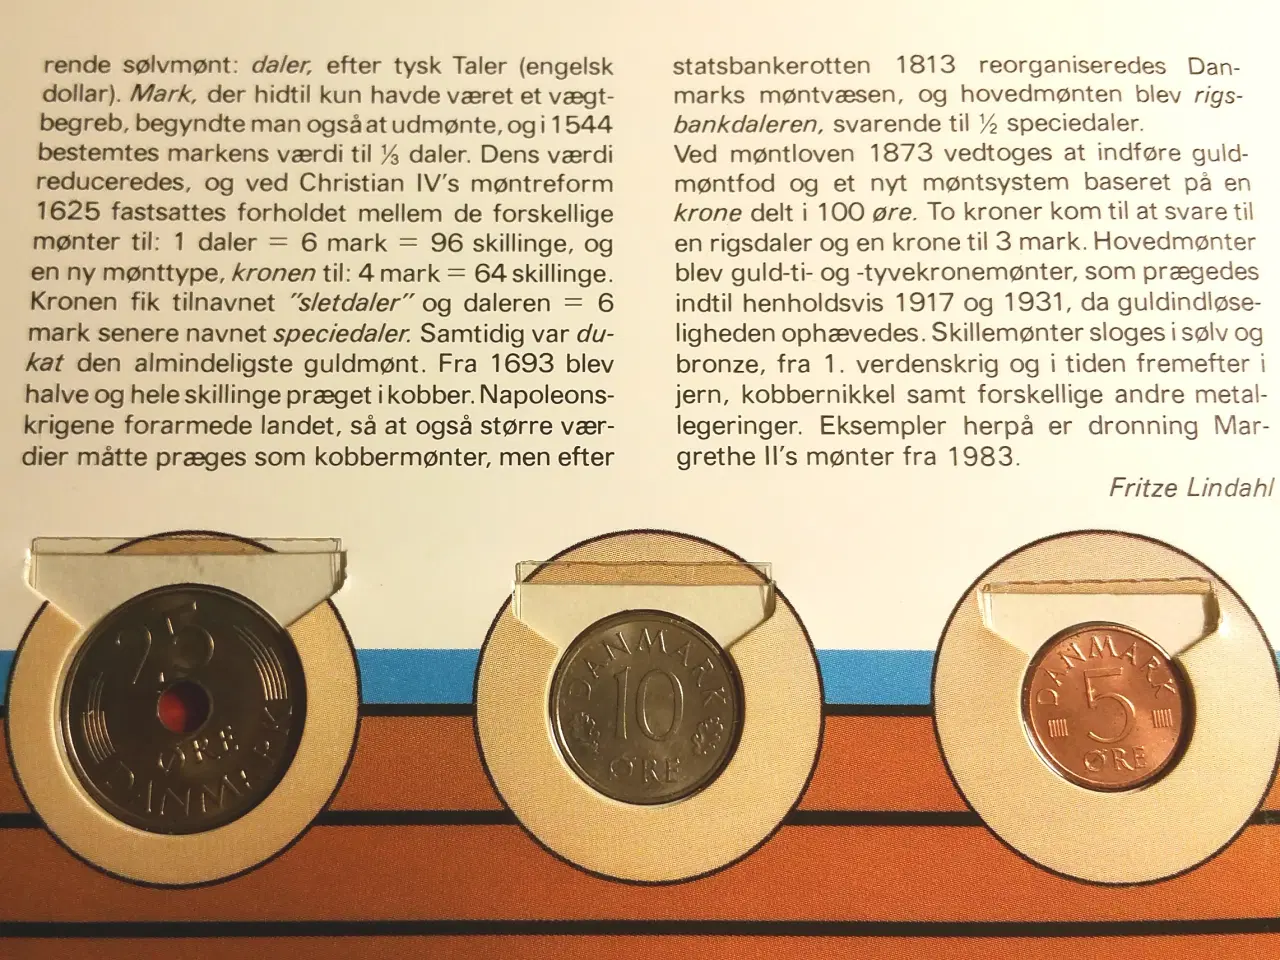 rende sølvmønt: daler, efter tysk Taler (engelsk
dollar). Mark, der hidtil kun havde været et vægt-
begreb, begyndte man også at udmønte, og i 1544
bestemtes markens værdi til ⅓ daler. Dens værdi
reduceredes, og ved Christian IV's møntreform
1625 fastsattes forholdet mellem de forskellige
mønter til: 1 daler = 6 mark = 96 skillinge, og
en ny mønttype, kronen til: 4 mark = 64 skillinge.
Kronen fik tilnavnet "sletdaler" og daleren = 6
mark senere navnet speciedaler. Samtidig var du-
kat den almindeligste guldmønt. Fra 1693 blev
halve og hele skillinge præget i kobber. Napoleons-
krigene forarmede landet, så at også større vær-
dier måtte præges som kobbermønter, men efter
statsbankerotten 1813 reorganiseredes Dan-
marks møntvæsen, og hovedmønten blev rigs-
bankdaleren, svarende til ½ speciedaler.
Ved møntloven 1873 vedtoges at indføre guld-
møntfod og et nyt møntsystem baseret på en
krone delt i 100 øre. To kroner kom til at svare til
en rigsdaler og en krone til 3 mark. Hovedmønter
blev guld-ti- og -tyvekronemønter, som prægedes
indtil henholdsvis 1917 og 1931, da guldindløse-
ligheden ophævedes. Skillemønter sloges i sølv og
bronze, fra 1. verdenskrig og i tiden fremefter i
jern, kobbernikkel samt forskellige andre metal-
legeringer. Eksempler herpå er dronning Mar-
grethe II's mønter fra 1983.
Fritze Lindahl
25
ØRE
DANMARK
DANMARK
10
ØRE
DANMARK
5
ØRE